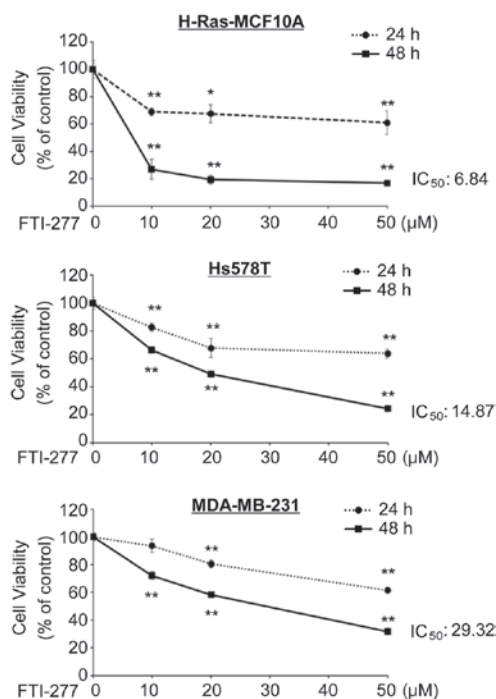 H-Ras-MCF10A
24 h
48 h
Cell Viability
(% of control)
120
100
80
60
40
20
0
** * **
** ** **
IC50: 6.84
FTI-277 0 10 20 30 40 50 (µM)
Hs578T
24 h
48 h
Cell Viability
(% of control)
120
100
80
60
40
20
0
** ** **
** ** **
IC50: 14.87
FTI-277 0 10 20 30 40 50 (µM)
MDA-MB-231
24 h
48 h
Cell Viability
(% of control)
120
100
80
60
40
20
0
** **
** ** **
IC50: 29.32
FTI-277 0 10 20 30 40 50 (µM)